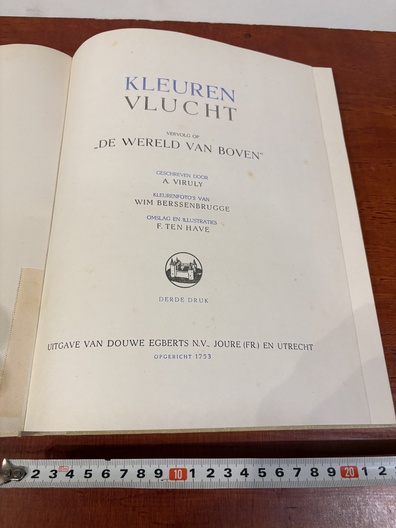 KLEUREN
VLUCHT
VERVOLG OP
„DE WERELD VAN BOVEN"
GESCHREVEN DOOR
A. VIRULY
KLEURENFOTO'S VAN
WIM BERSSENBRUGGE
OMSLAG EN ILLUSTRATIES
F. TEN HAVE
DERDE DRUK
UITGAVE VAN DOUWE EGBERTS N.V., JOURE (FR.) EN UTRECHT
OPGERICHT 1753
2 3 4 5 6 7 8 9 10 1 2 3 4 5 6 7 8 9 20 1 2